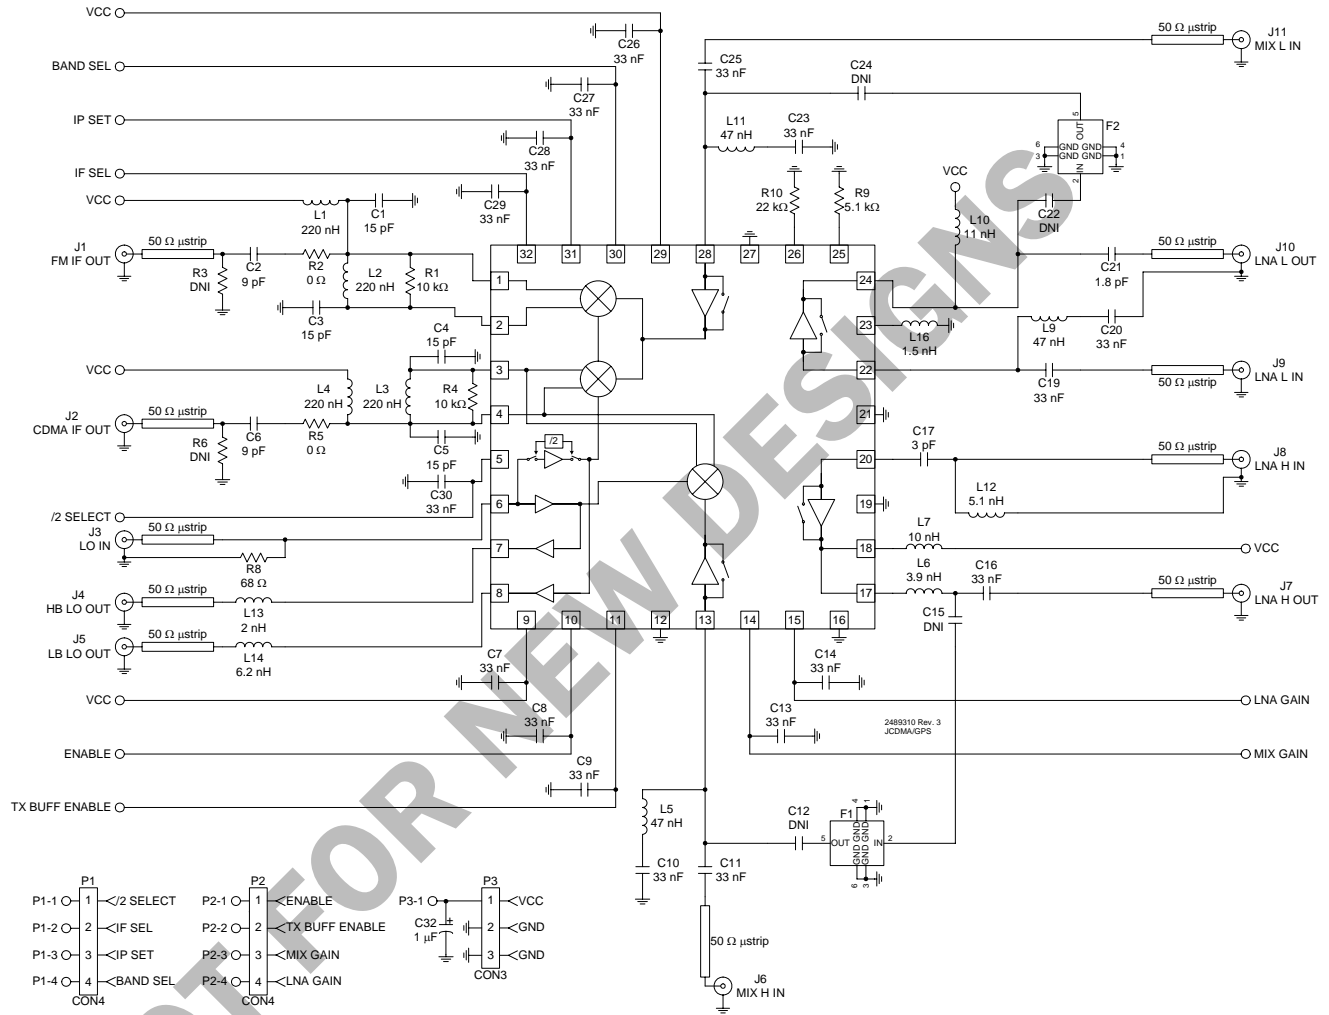 VCC
BAND SEL
IP SET
IF SEL
VCC
C26
33 nF
C27
33 nF
C28
33 nF
C29
33 nF
L1
220 nH
C1
15 pF
J1
FM IF OUT
50 Ω µstrip
R3
DNI
C2
9 pF
R2
0 Ω
L2
220 nH
R1
10 kΩ
C3
15 pF
C4
15 pF
VCC
L4
220 nH
L3
220 nH
R4
10 kΩ
J2
CDMA IF OUT
50 Ω µstrip
R6
DNI
C6
9 pF
R5
0 Ω
C5
15 pF
C30
33 nF
/2 SELECT
J3
LO IN
50 Ω µstrip
R8
68 Ω
J4
HB LO OUT
50 Ω µstrip
L13
2 nH
J5
LB LO OUT
50 Ω µstrip
L14
6.2 nH
VCC
ENABLE
TX BUFF ENABLE
C7
33 nF
C8
33 nF
C9
33 nF
32
31
30
29
28
27
26
25
1
2
3
4
5
6
7
8
/2
9
10
11
12
13
14
15
16
24
23
22
21
20
19
18
17
C25
33 nF
C24
DNI
50 Ω µstrip
J11
MIX L IN
L11
47 nH
C23
33 nF
R10
22 kΩ
R9
5.1 kΩ
5
OUT
F2
6
GND GND
4
3
GND GND
1
IN
2
VCC
L10
11 nH
C22
DNI
C21
1.8 pF
50 Ω µstrip
J10
LNA L OUT
L16
1.5 nH
L9
47 nH
C20
33 nF
C19
33 nF
50 Ω µstrip
J9
LNA L IN
C17
3 pF
50 Ω µstrip
J8
LNA H IN
L12
5.1 nH
L7
10 nH
VCC
L6
3.9 nH
C16
33 nF
50 Ω µstrip
J7
LNA H OUT
C15
DNI
C14
33 nF
LNA GAIN
C13
33 nF
2489310 Rev. 3
JCDMA/GPS
MIX GAIN
L5
47 nH
C10
33 nF
C11
33 nF
C12
DNI
F1
4
1
5
OUT
GND GND
GND GND
IN
2
6
3
50 Ω µstrip
J6
MIX H IN
P1
P1-1
1
/2 SELECT
P1-2
2
IF SEL
P1-3
3
IP SET
P1-4
4
BAND SEL
CON4
P2
P2-1
1
ENABLE
P2-2
2
TX BUFF ENABLE
P2-3
3
MIX GAIN
P2-4
4
LNA GAIN
CON4
P3
P3-1
1
VCC
C32
1 µF
+
2
GND
3
GND
CON3
OT FOR NEW DESIGNS